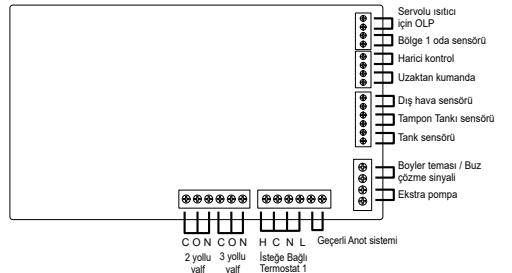 Servolu ısıtıcı
için OLP
Bölge 1 oda sensörü
Harici kontrol
Uzaktan kumanda
Dış hava sensörü
Tampon Tankı sensörü
Tank sensörü
Boyler teması / Buz
çözme sinyali
Ekstra pompa
C O N C O N H C N L
Geçerli Anot sistemi
2 yollu
valf
3 yollu
valf
İsteğe Bağlı
Termostat 1